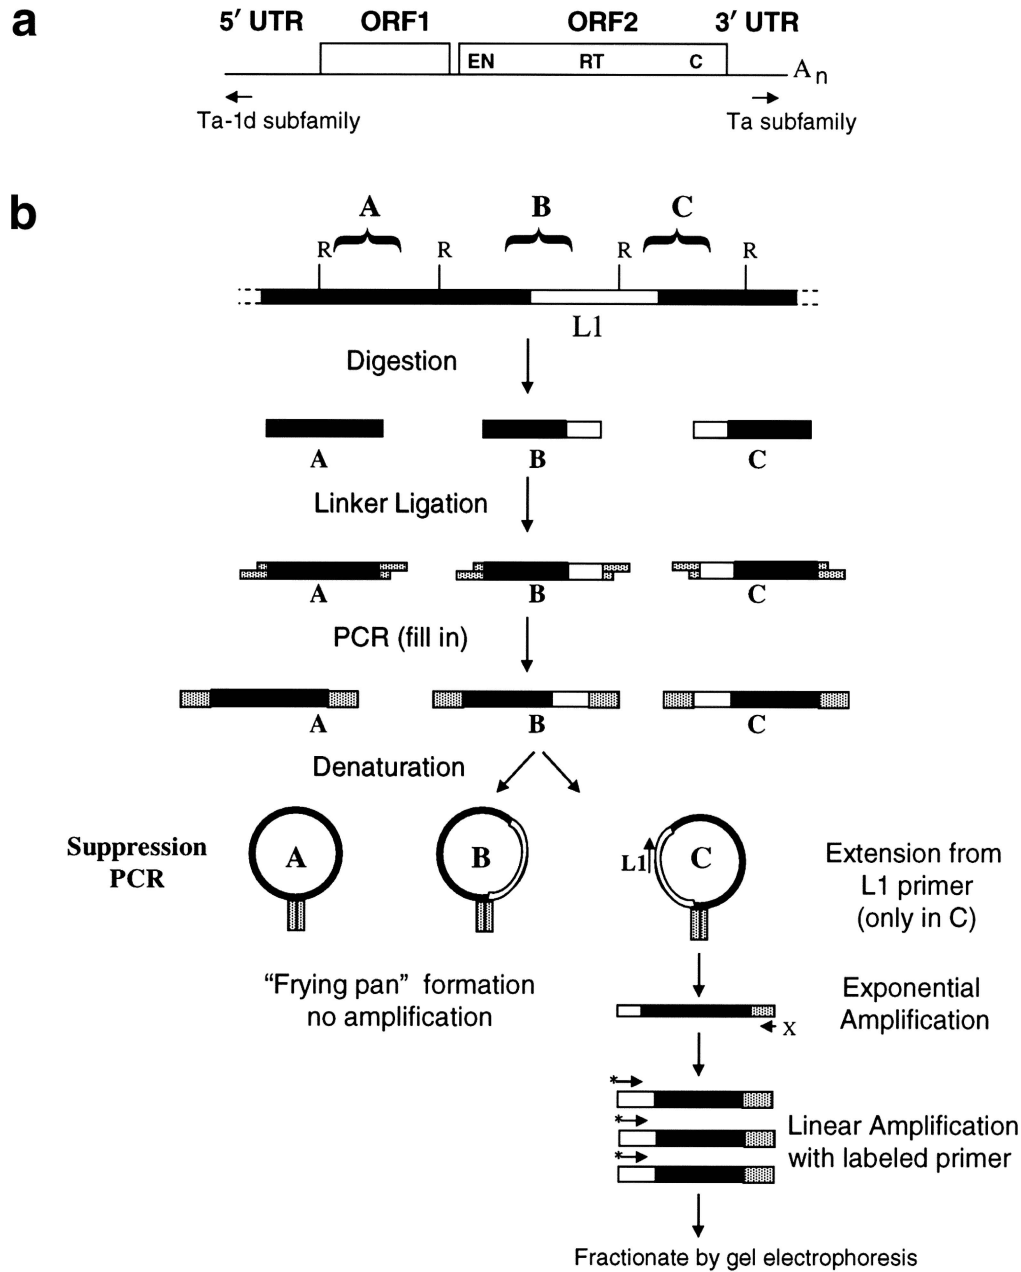 a
5′ UTR ORF1 ORF2 3′ UTR
EN RT C
An
Ta-1d subfamily Ta subfamily
b
A B C
R R R R
L1
Digestion
A B C
Linker Ligation
A B C
PCR (fill in)
A B C
Denaturation
Suppression
PCR
A B L1 C
Extension from
L1 primer
(only in C)
“Frying pan” formation
no amplification
Exponential
Amplification
X
*
*
*
Linear Amplification
with labeled primer
Fractionate by gel electrophoresis